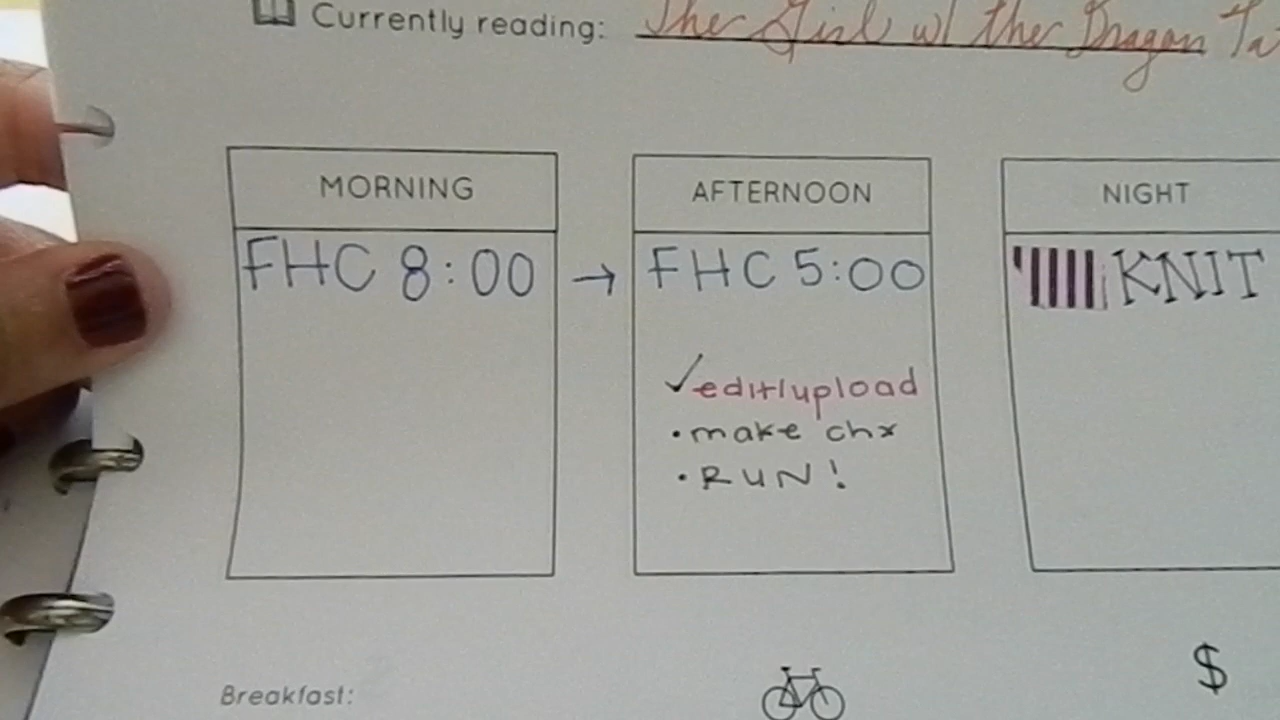 Currently reading: The Girl w/ the Dragon Ta
MORNING
AFTERNOON
NIGHT
FHC 8:00 → FHC 5:00
KNIT
✓edit/upload
•make chx
•RUN!
Breakfast:
$